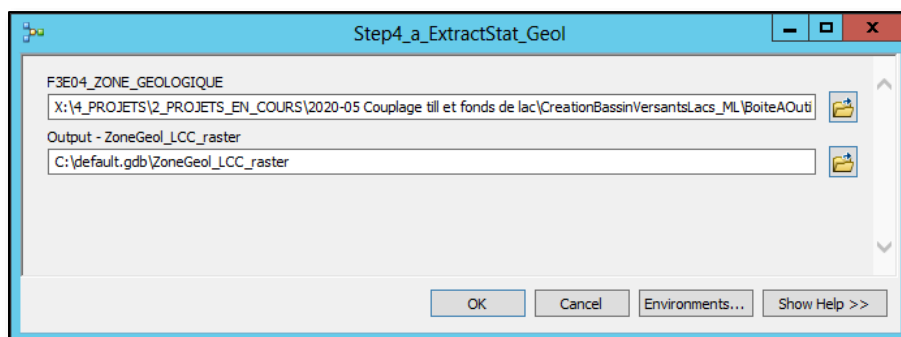 Step4_a_ExtractStat_Geol
F3E04_ZONE_GEOLOGIQUE
X:\4_PROJETS\2_PROJETS_EN_COURS\2020-05 Couplage till et fonds de lac\CreationBassinVersantsLacs_ML\BoiteAOuti
Output - ZoneGeol_LCC_raster
C:\default.gdb\ZoneGeol_LCC_raster
OK Cancel Environments... Show Help >>